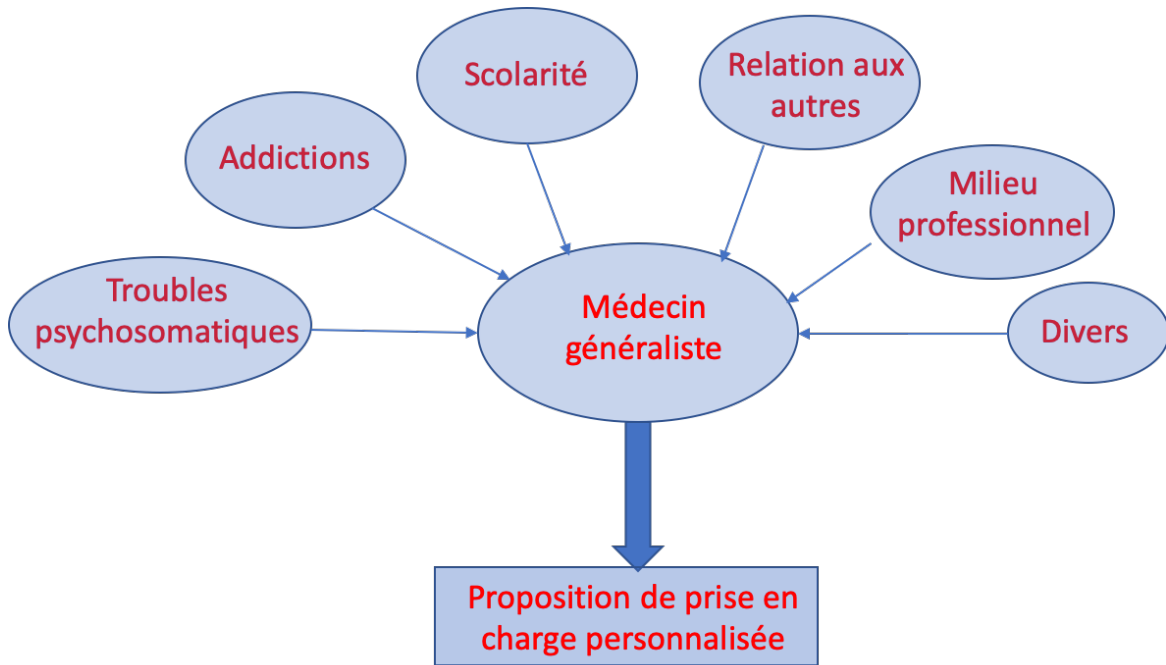 Scolarité
Relation aux
autres
Addictions
Milieu
professionnel
Troubles
psychosomatiques
Médecin
généraliste
Divers
Proposition de prise en
charge personnalisée